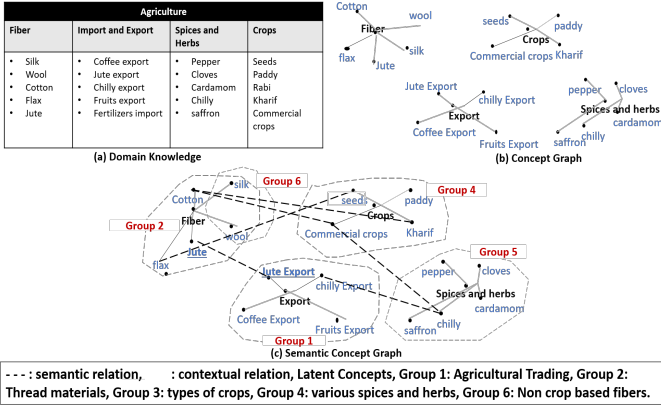 Agriculture
Fiber Import and Export Spices and Herbs Crops
• Silk • Coffee export • Pepper Seeds
• Wool • Jute export • Cloves Paddy
• Cotton • Chilly export • Cardamom Rabi
• Flax • Fruits export • Chilly Kharif
• Jute • Fertilizers import • saffron Commercial crops
(a) Domain Knowledge
Cotton
wool
Fiber
silk
flax
Jute
seeds
paddy
Crops
Commercial crops Kharif
Jute Export
chilly Export
Export
Coffee Export
Fruits Export
pepper
cloves
Spices and herbs
cardamom
chilly
saffron
(b) Concept Graph
Group 6
silk
Cotton
Fiber
Group 2
wool
Jute
flax
Group 4
seeds
paddy
Crops
Commercial crops
Kharif
Jute Export
chilly Export
Export
Coffee Export
Fruits Export
Group 1
Group 5
pepper
cloves
Spices and herbs
cardamom
saffron
chilly
(c) Semantic Concept Graph
- - - : semantic relation, : contextual relation, Latent Concepts, Group 1: Agricultural Trading, Group 2:
Thread materials, Group 3: types of crops, Group 4: various spices and herbs, Group 6: Non crop based fibers.